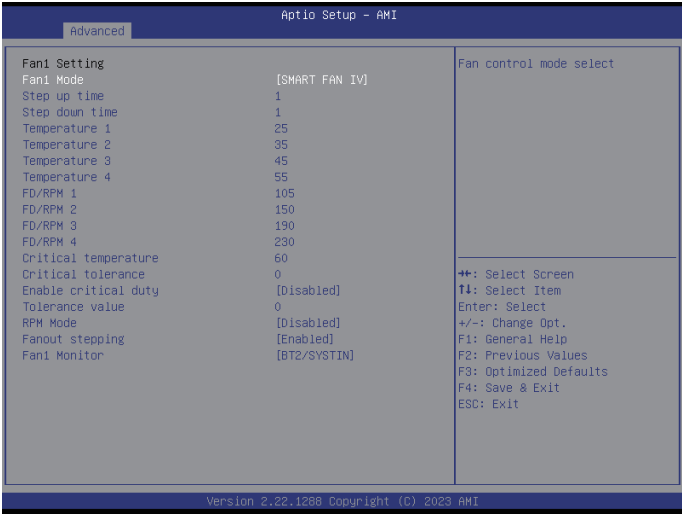 Aptio Setup – AMI
Advanced
Fan1 Setting
Fan1 Mode [SMART FAN IV]
Step up time 1
Step down time 1
Temperature 1 25
Temperature 2 35
Temperature 3 45
Temperature 4 55
FD/RPM 1 105
FD/RPM 2 150
FD/RPM 3 190
FD/RPM 4 230
Critical temperature 60
Critical tolerance 0
Enable critical duty [Disabled]
Tolerance value 0
RPM Mode [Disabled]
Fanout stepping [Enabled]
Fan1 Monitor [BT2/SYSTIN]
Fan control mode select
→←: Select Screen
↑↓: Select Item
Enter: Select
+/-: Change Opt.
F1: General Help
F2: Previous Values
F3: Optimized Defaults
F4: Save & Exit
ESC: Exit
Version 2.22.1288 Copyright (C) 2023 AMI